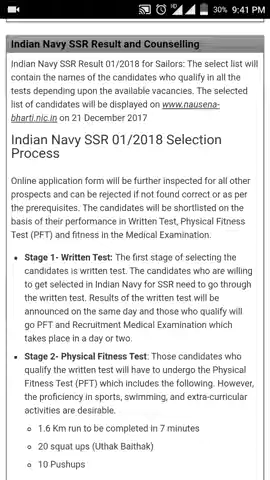 30% 9:41 PM
Indian Navy SSR Result and Counselling
Indian Navy SSR Result 01/2018 for Sailors: The select list will
contain the names of the candidates who qualify in all the
tests depending upon the available vacancies. The selected
list of candidates will be displayed on www.nausena-
bharti.nic.in on 21 December 2017
Indian Navy SSR 01/2018 Selection
Process
Online application form will be further inspected for all other
prospects and can be rejected if not found correct or as per
the prerequisites. The candidates will be shortlisted on the
basis of their performance in Written Test, Physical Fitness
Test (PFT) and fitness in the Medical Examination.
• Stage 1- Written Test: The first stage of selecting the
candidates is written test. The candidates who are willing
to get selected in Indian Navy for SSR need to go through
the written test. Results of the written test will be
announced on the same day and those who qualify will
go PFT and Recruitment Medical Examination which
takes place in a day or two.
• Stage 2- Physical Fitness Test: Those candidates who
qualify the written test will have to undergo the Physical
Fitness Test (PFT) which includes the following. However,
the proficiency in sports, swimming, and extra-curricular
activities are desirable.
○ 1.6 Km run to be completed in 7 minutes
○ 20 squat ups (Uthak Baithak)
○ 10 Pushups